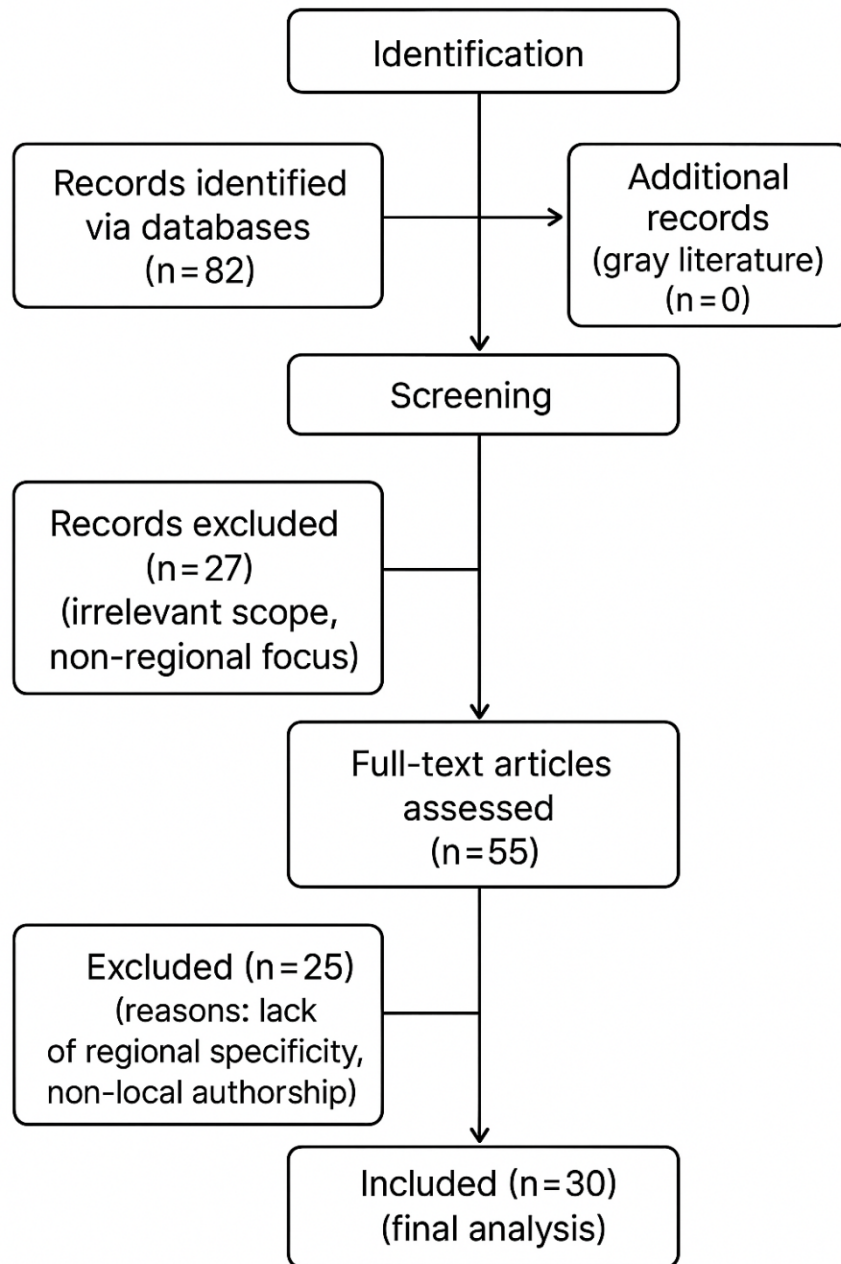 Identification
Records identified
via databases
(n=82)
Additional
records
(gray literature)
(n=0)
Screening
Records excluded
(n=27)
(irrelevant scope,
non-regional focus)
Full-text articles
assessed
(n=55)
Excluded (n=25)
(reasons: lack
of regional specificity,
non-local authorship)
Included (n=30)
(final analysis)